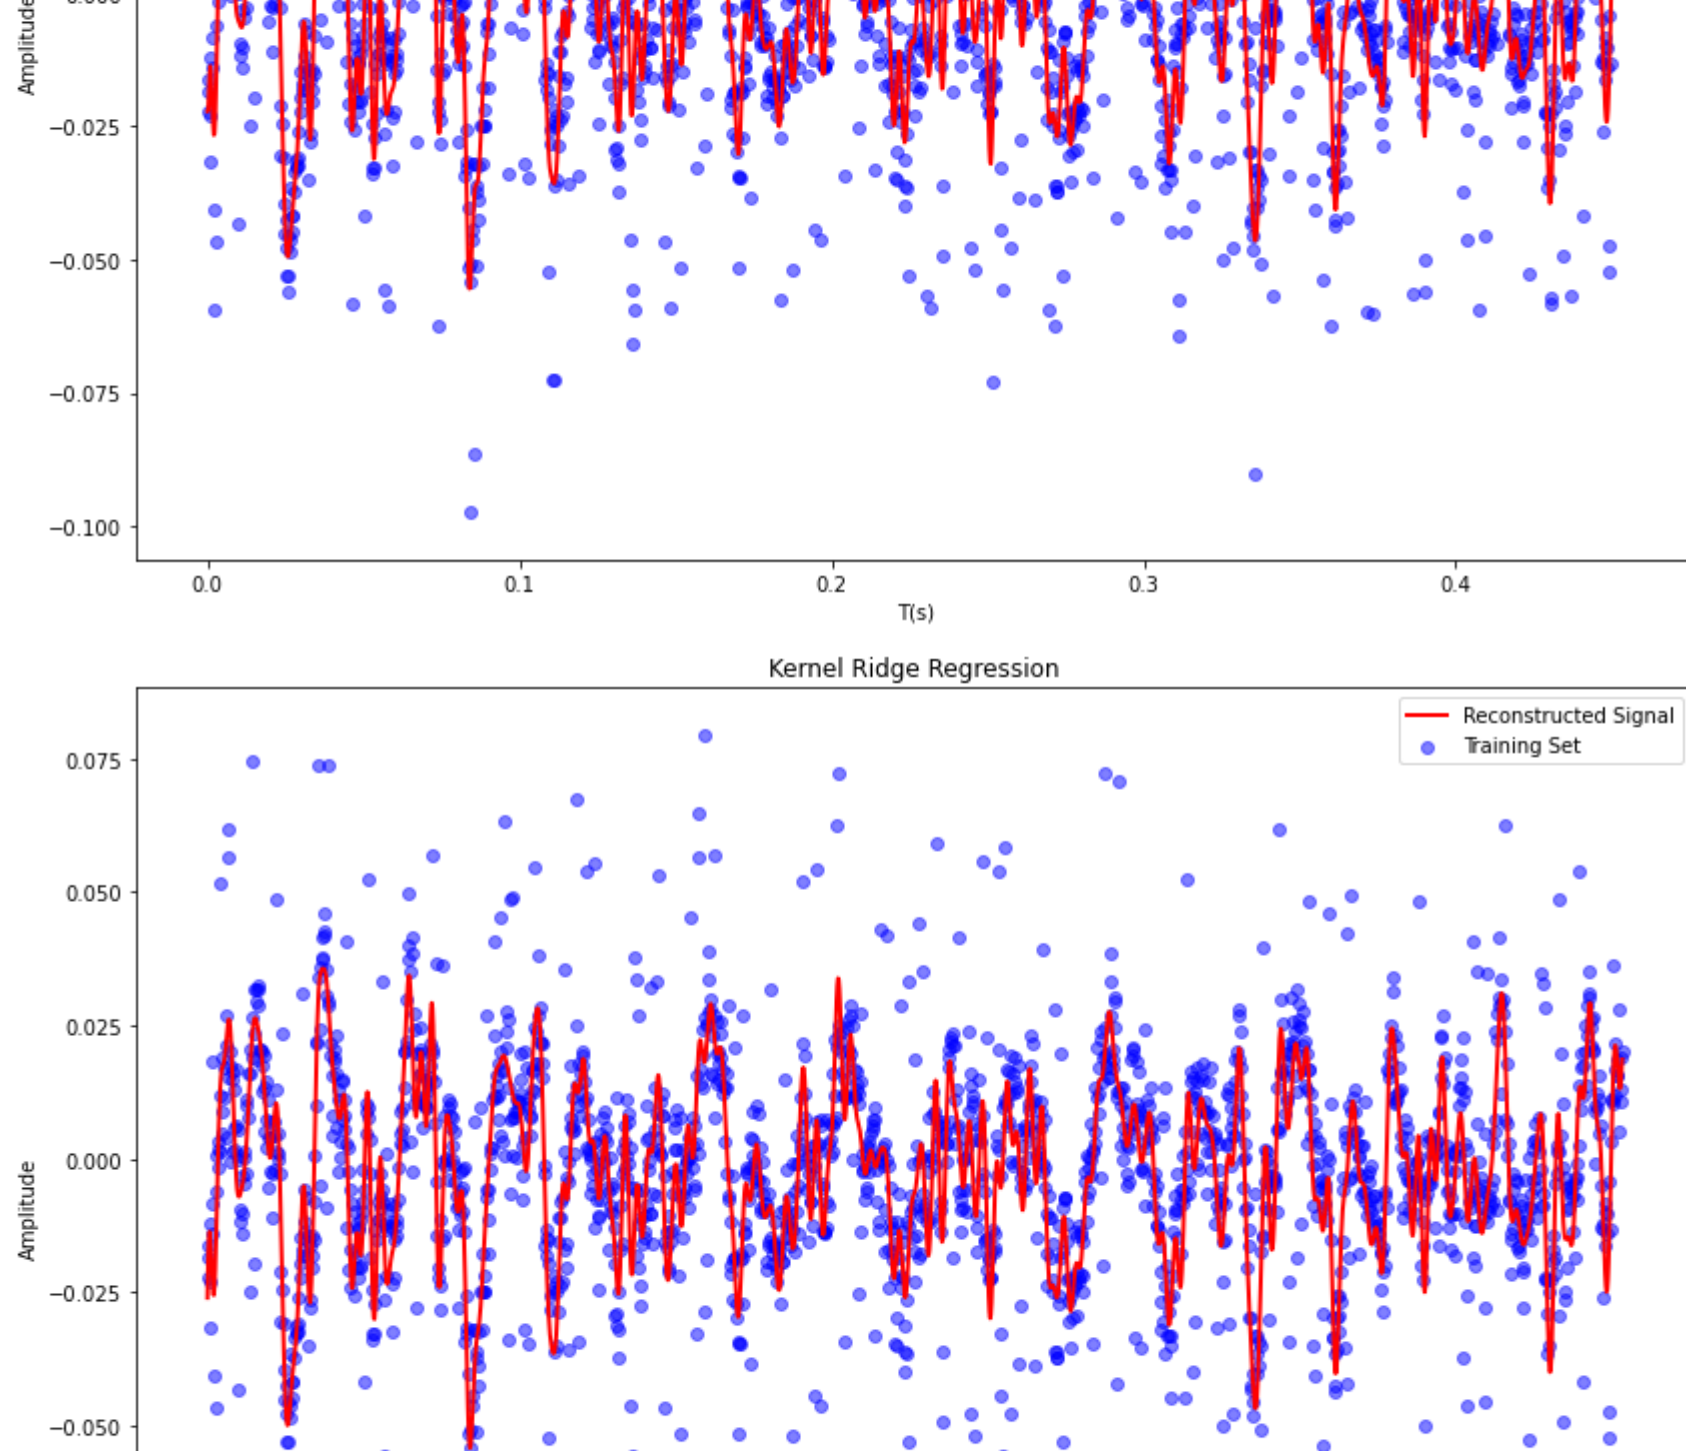 Amplitude
−0.025
−0.050
−0.075
−0.100
0.0 0.1 0.2 0.3 0.4
T(s)
Kernel Ridge Regression
Reconstructed Signal
Training Set
0.075
0.050
0.025
0.000
−0.025
−0.050
Amplitude